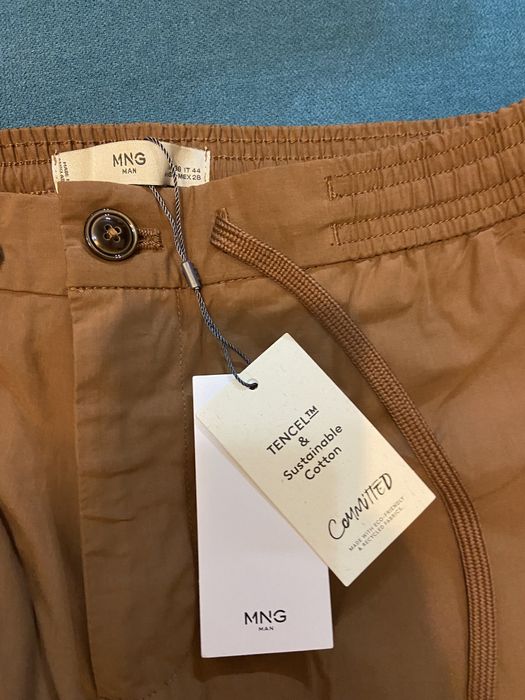 MNG
MAN
IT 44
MEX 28
TENCEL™
&
Sustainable
Cotton
COMMITTED
MADE WITH ECO-FRIENDLY
& RECYCLED FABRICS.
MNG
MAN